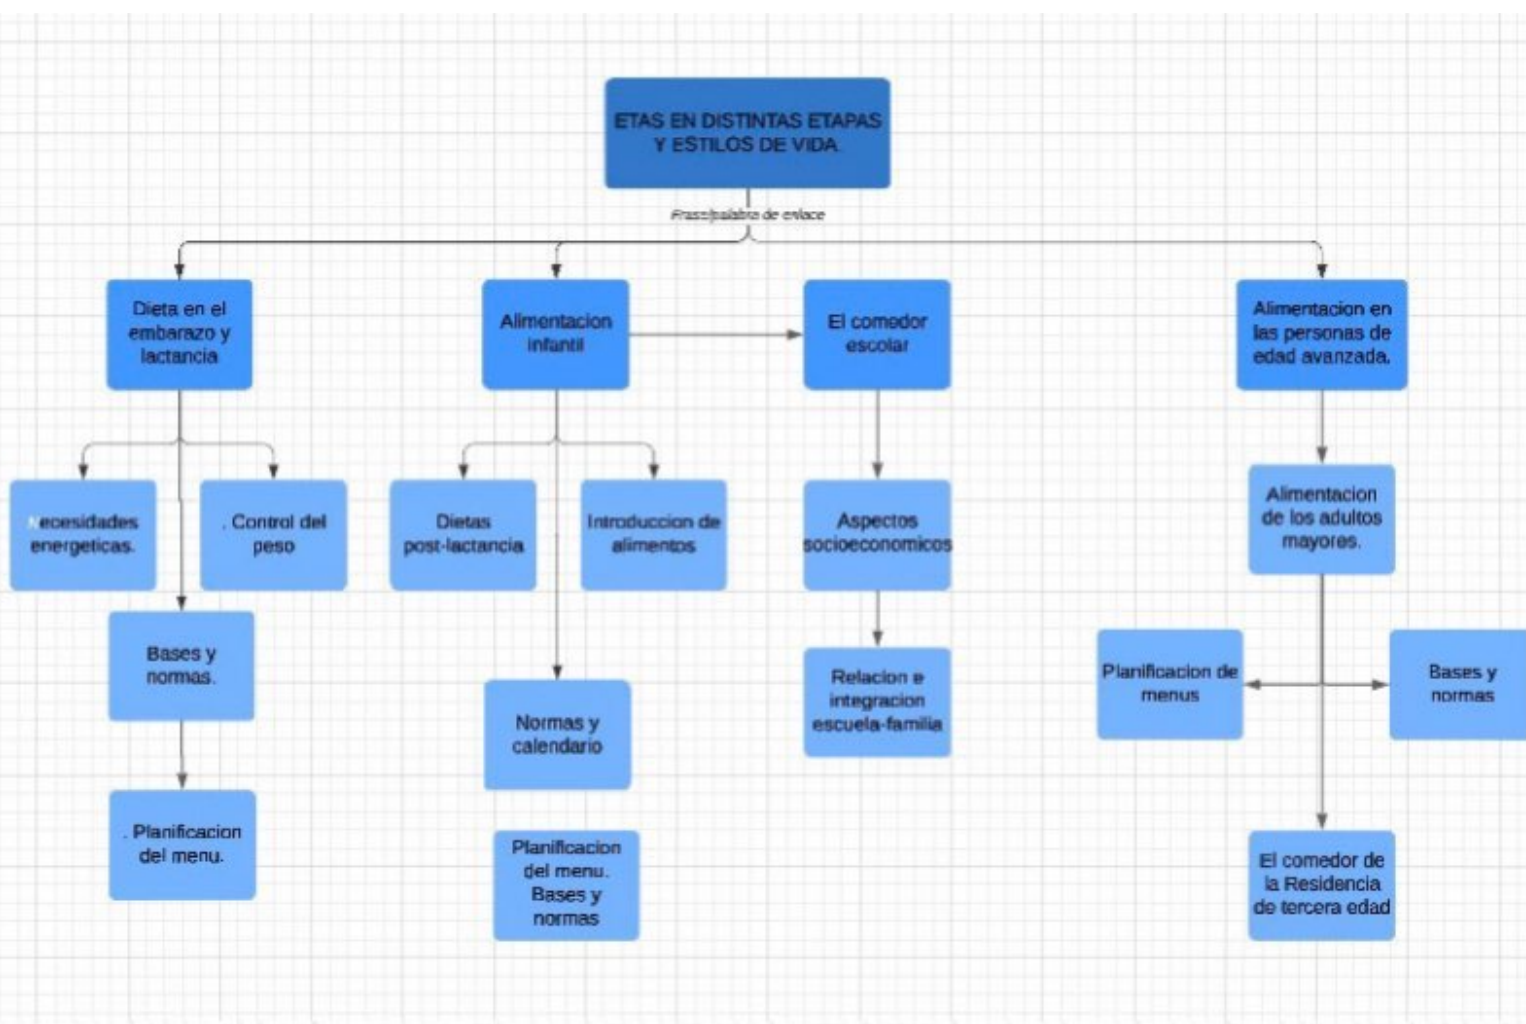 ETAS EN DISTINTAS ETAPAS
Y ESTILOS DE VIDA.
Frase/palabra de enlace
Dieta en el
embarazo y
lactancia
Alimentacion
infantil
El comedor
escolar
Alimentacion en
las personas de
edad avanzada.
Necesidades
energeticas.
. Control del
peso
Dietas
post-lactancia
Introduccion de
alimentos
Aspectos
socioeconomicos
Alimentacion
de los adultos
mayores.
Bases y
normas.
Normas y
calendario
Relacion e
integracion
escuela-familia
Planificacion de
menus
Bases y
normas
. Planificacion
del menu.
Planificacion
del menu.
Bases y
normas
El comedor de
la Residencia
de tercera edad